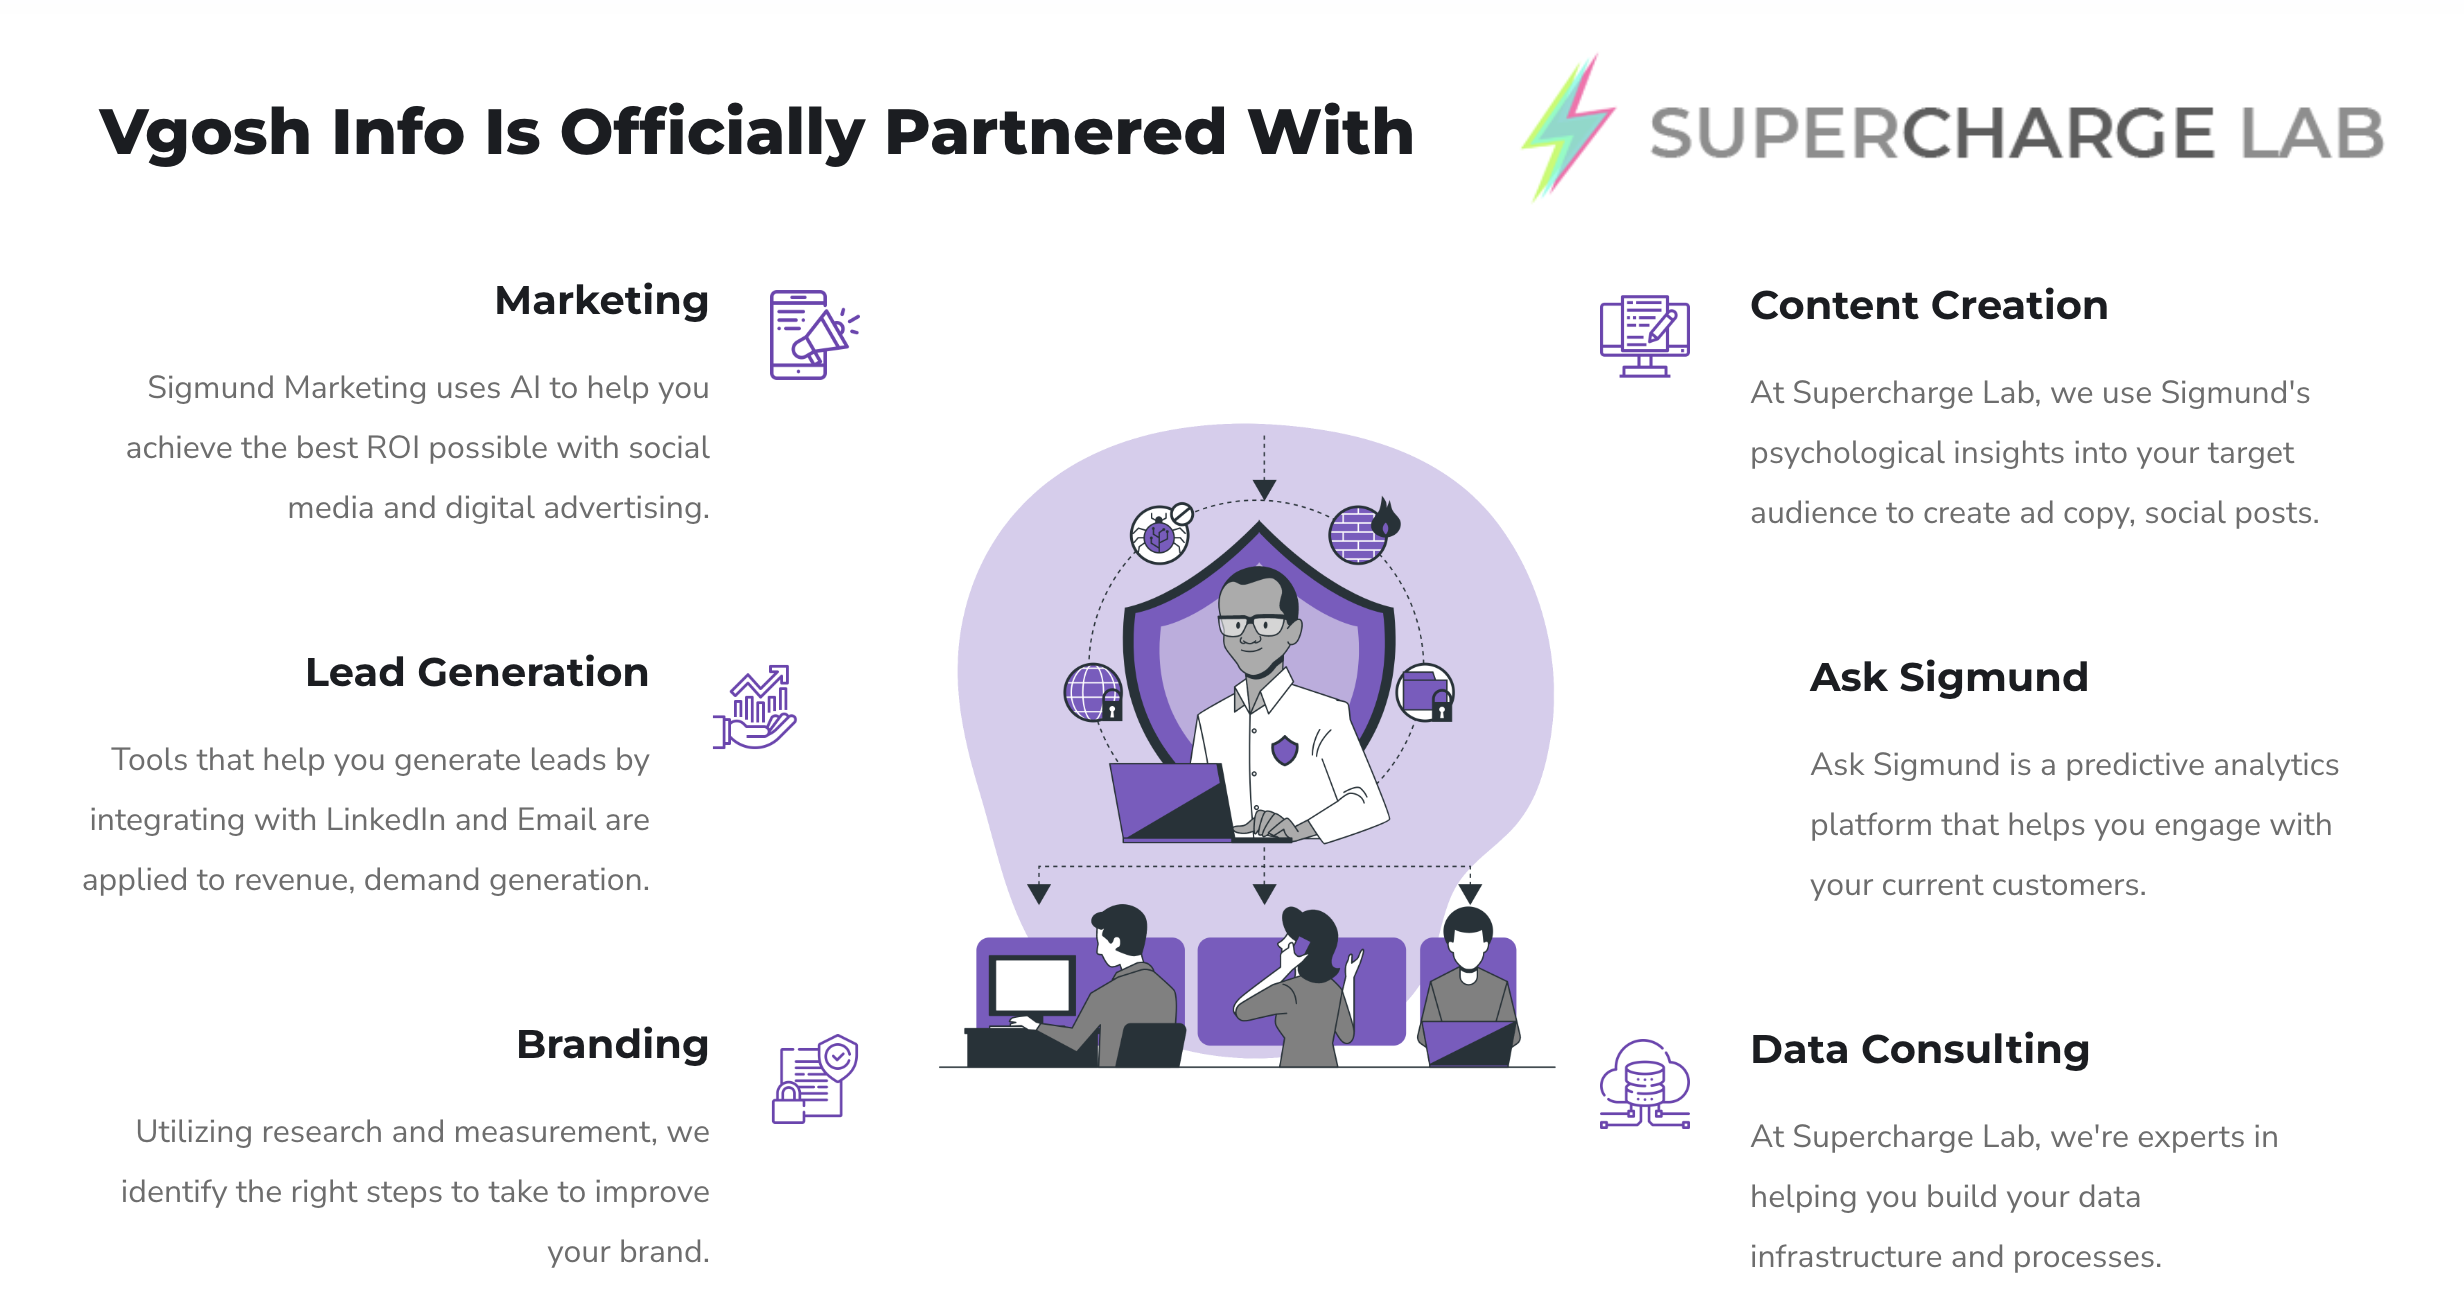 Vgosh Info Is Officially Partnered With
SUPERCHARGE LAB
Marketing
Sigmund Marketing uses AI to help you
achieve the best ROI possible with social
media and digital advertising.
Lead Generation
Tools that help you generate leads by
integrating with LinkedIn and Email are
applied to revenue, demand generation.
Branding
Utilizing research and measurement, we
identify the right steps to take to improve
your brand.
Content Creation
At Supercharge Lab, we use Sigmund's
psychological insights into your target
audience to create ad copy, social posts.
Ask Sigmund
Ask Sigmund is a predictive analytics
platform that helps you engage with
your current customers.
Data Consulting
At Supercharge Lab, we're experts in
helping you build your data
infrastructure and processes.